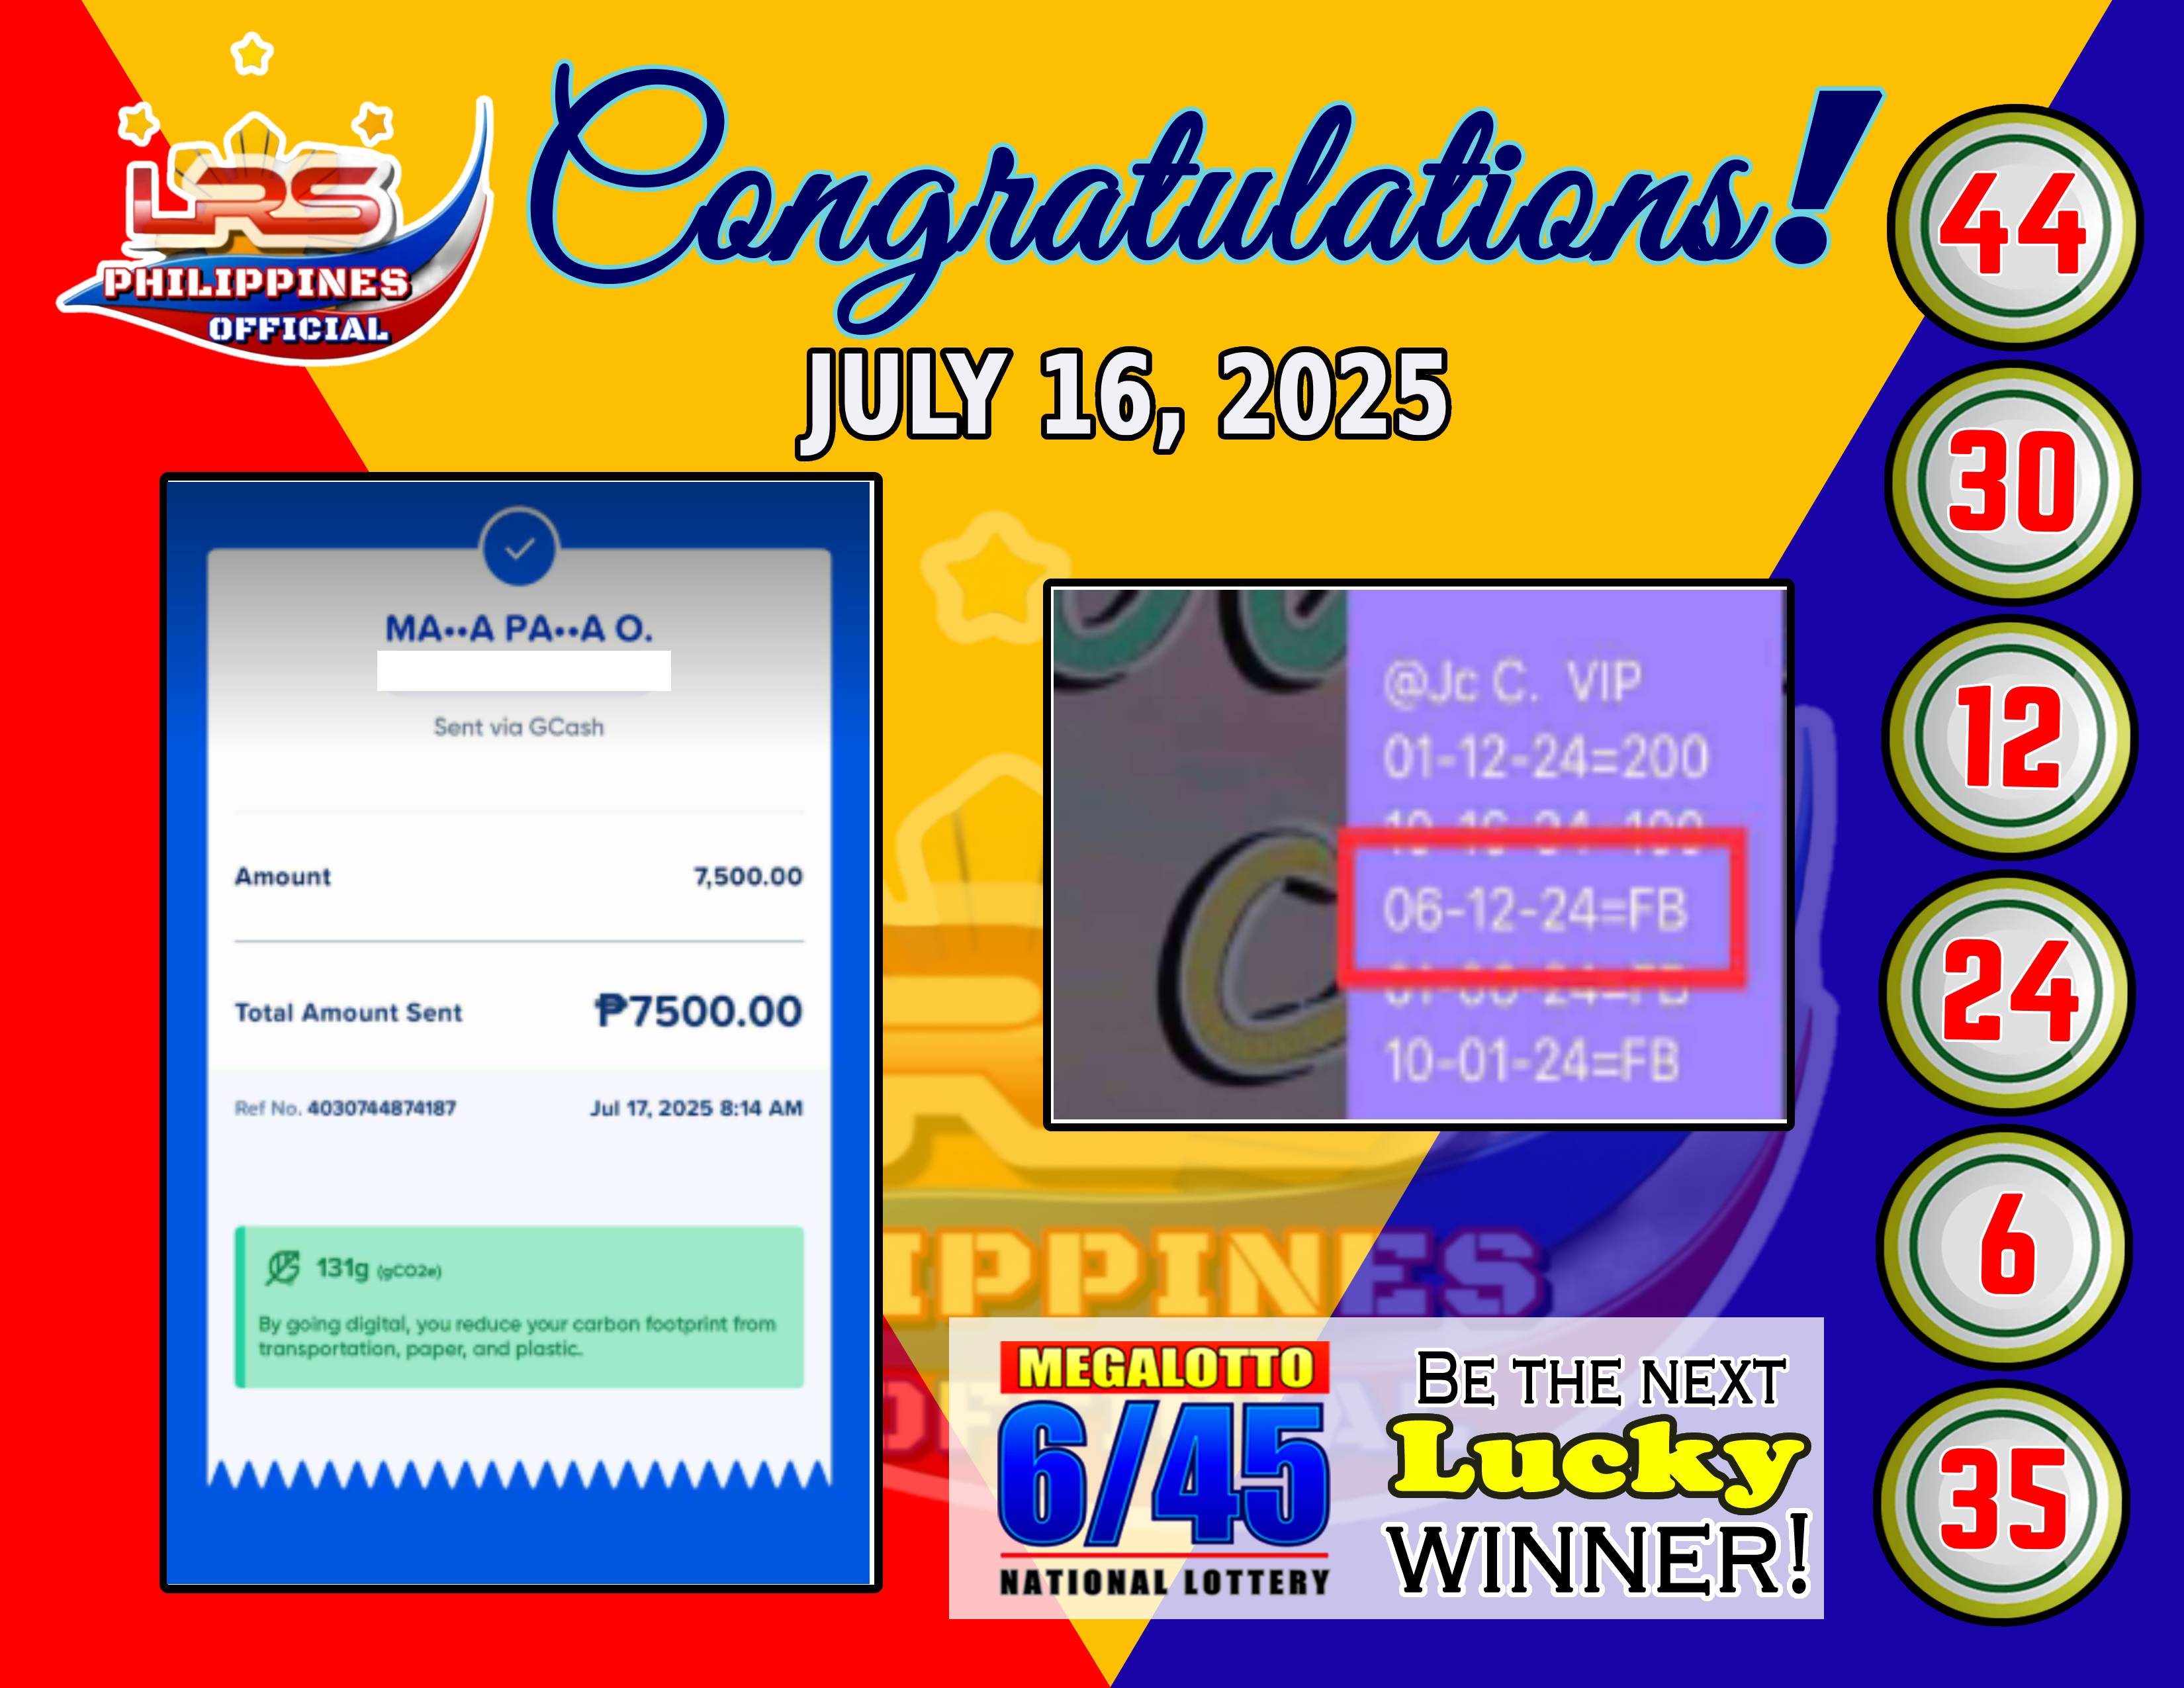 LRS
PHILIPPINES
OFFICIAL
Congratulations!
JULY 16, 2025
MA••A PA••A O.
Sent via GCash
Amount 7,500.00
Total Amount Sent ₱7500.00
Ref No. 4030744874187 Jul 17, 2025 8:14 AM
131g (gCO2e)
By going digital, you reduce your carbon footprint from
transportation, paper, and plastic.
@Jc C. VIP
01-12-24=200
06-12-24=FB
10-01-24=FB
MEGALOTTO
6/45
NATIONAL LOTTERY
BE THE NEXT
Lucky
WINNER!
44
30
12
24
6
35